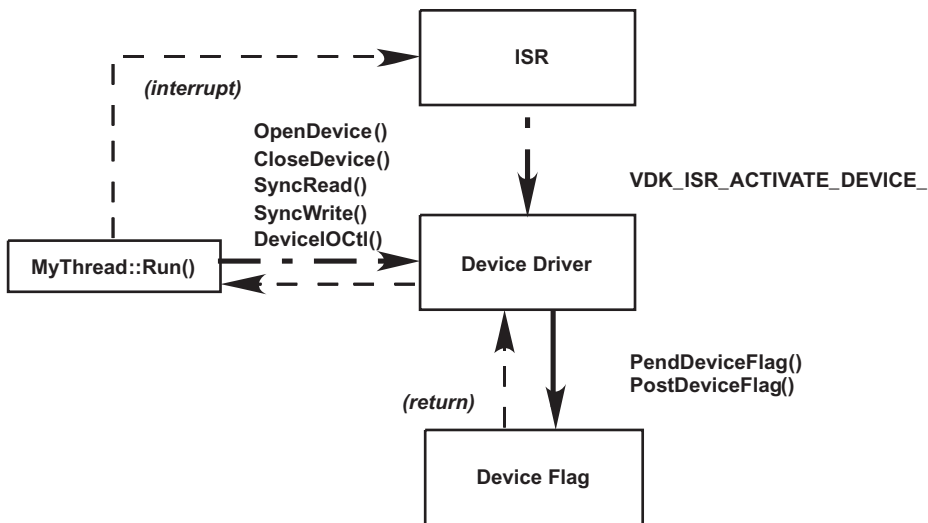 ISR
(interrupt)
OpenDevice()
CloseDevice()
SyncRead()
SyncWrite()
DeviceIOCtl()
VDK_ISR_ACTIVATE_DEVICE_
MyThread::Run()
Device Driver
PendDeviceFlag()
PostDeviceFlag()
(return)
Device Flag